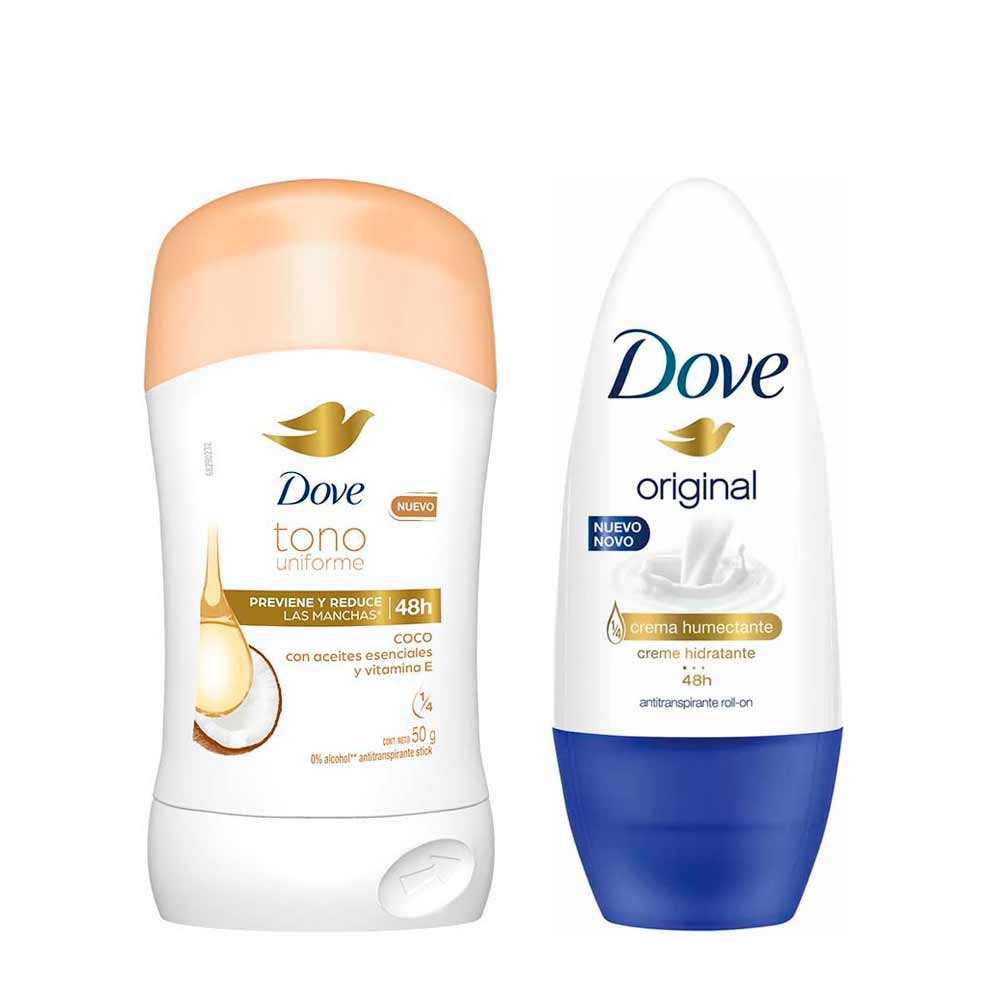 68290232
Dove
NUEVO
tono
uniforme
PREVIENE Y REDUCE
LAS MANCHAS*
48h
COCO
con aceites esenciales
y vitamina E
1/4
CONT. NETO 50 g
0% alcohol** antitranspirante stick
Dove
original
NUEVO
NOVO
1/4 crema humectante
creme hidratante
48h
antitranspirante roll-on